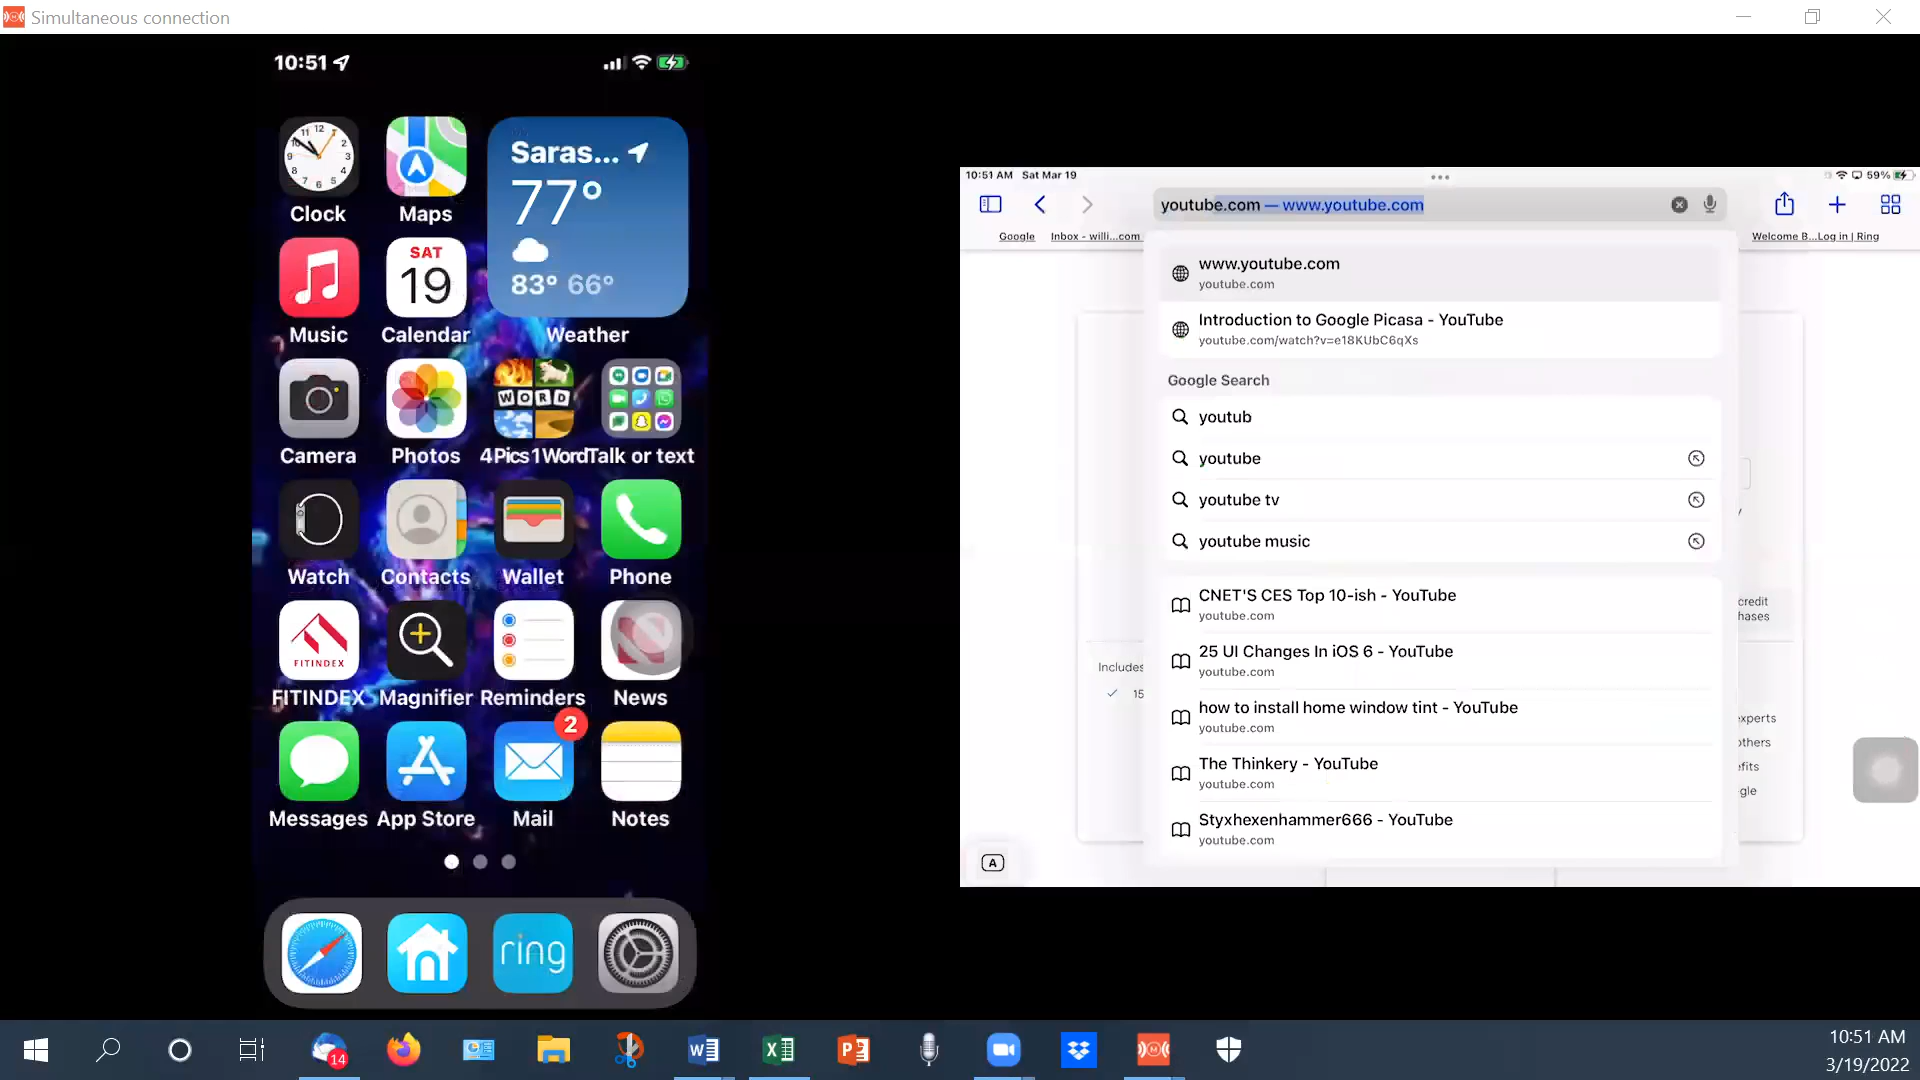 Simultaneous connection
10:51
Saras...
77°
83° 66°
Clock
Maps
Weather
SAT
19
Music
Calendar
WORD
Camera
Photos
4Pics1Word
Talk or text
Watch
Contacts
Wallet
Phone
FITINDEX
FITINDEX
Magnifier
Reminders
News
2
Messages
App Store
Mail
Notes
ring
10:51 AM Sat Mar 19
59%
youtube.com — www.youtube.com
Google
Inbox - willi...com
Welcome B...Log in | Ring
www.youtube.com
youtube.com
Introduction to Google Picasa - YouTube
youtube.com/watch?v=e18KUbC6qXs
Google Search
youtub
youtube
youtube tv
youtube music
CNET'S CES Top 10-ish - YouTube
youtube.com
25 UI Changes In iOS 6 - YouTube
youtube.com
how to install home window tint - YouTube
youtube.com
The Thinkery - YouTube
youtube.com
Styxhexenhammer666 - YouTube
youtube.com
Includes
15
credit
hases
xperts
others
efits
gle
A
14
10:51 AM
3/19/2022